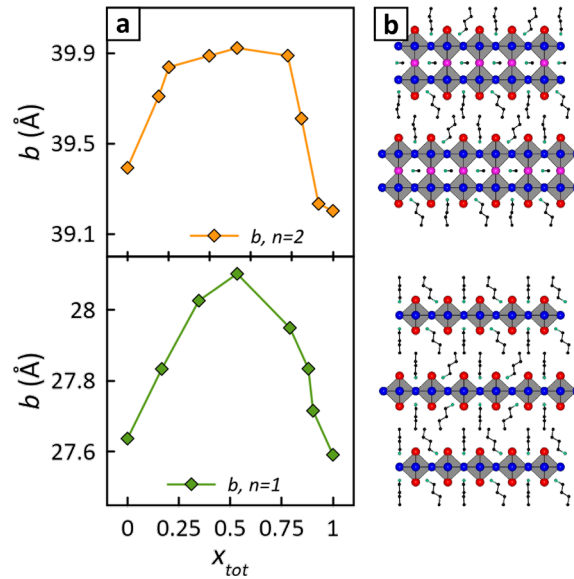 a
b
39.9
39.5
39.1
b (Å)
b, n=2
28
27.8
27.6
b (Å)
b, n=1
0
0.25
0.5
0.75
1
x_tot